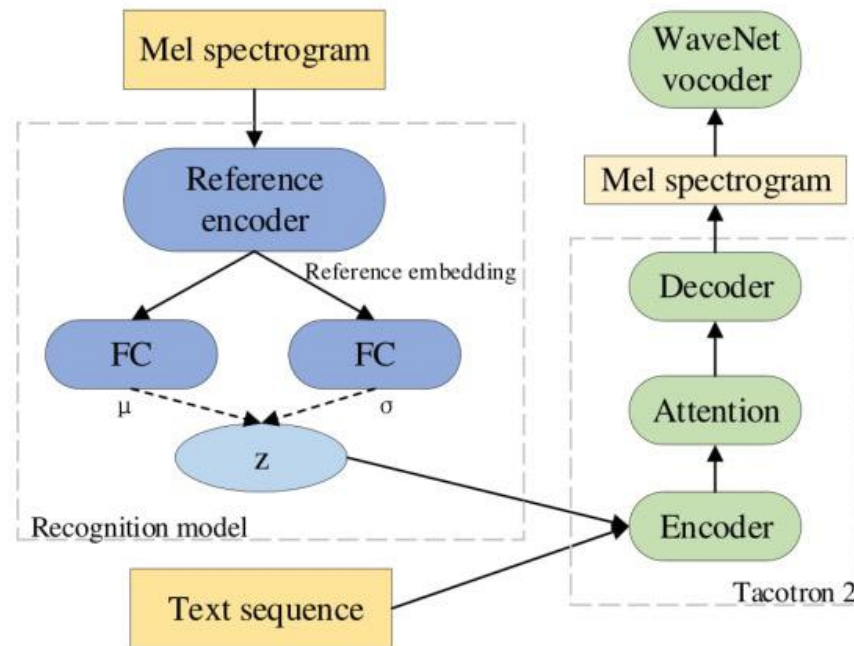 Mel spectrogram
Reference
encoder
Reference embedding
FC
FC
μ
σ
z
Recognition model
Text sequence
WaveNet
vocoder
Mel spectrogram
Decoder
Attention
Encoder
Tacotron 2